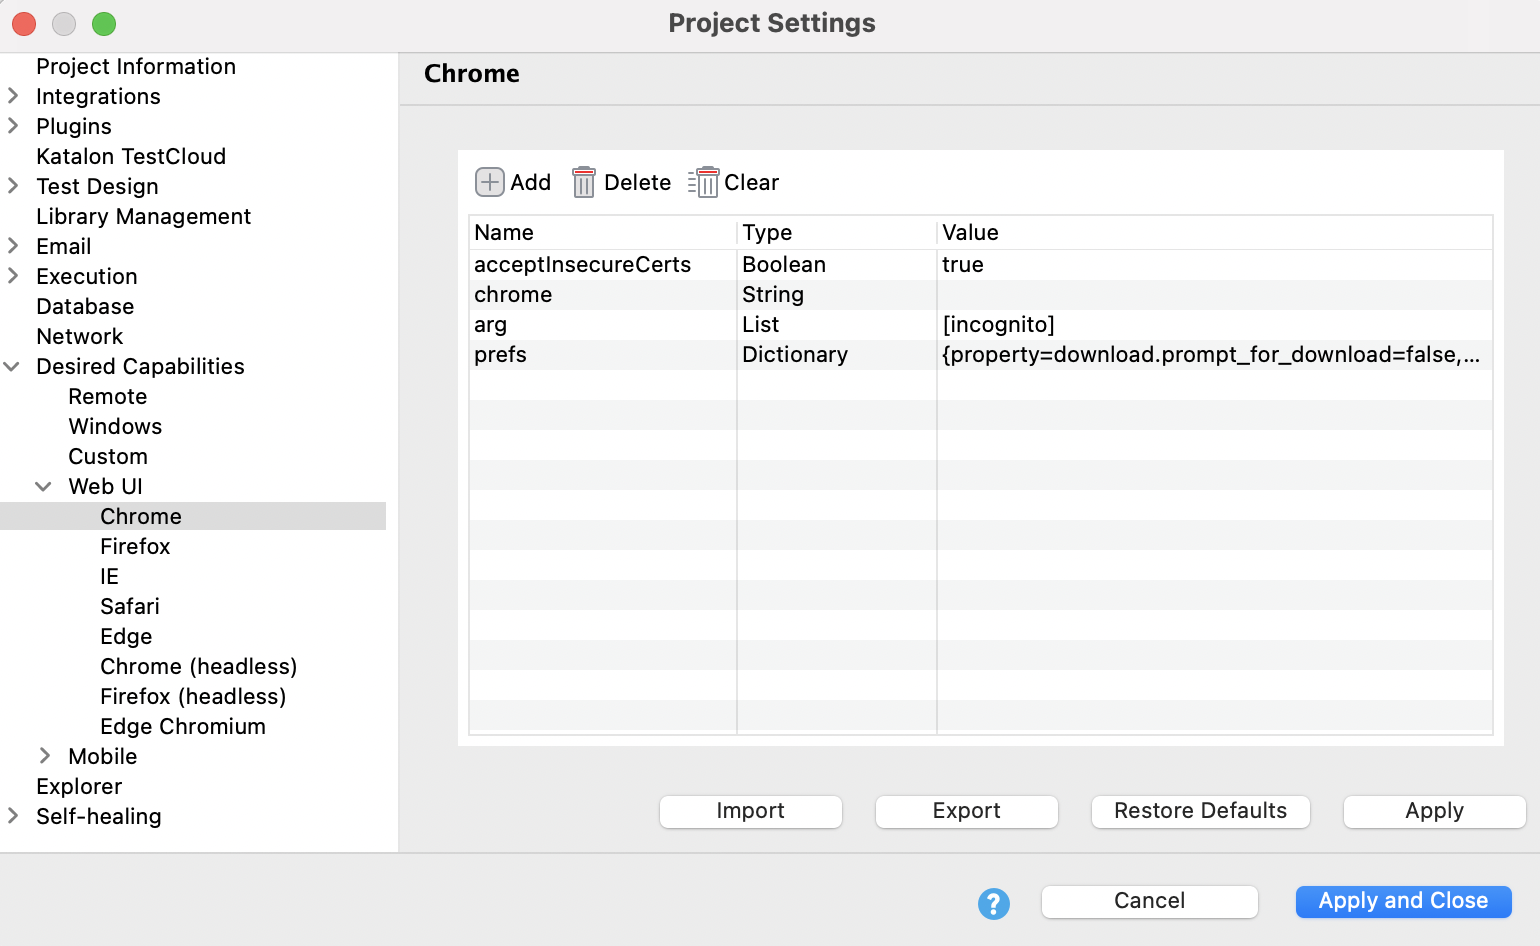 Project Settings
Project Information
Integrations
Plugins
Katalon TestCloud
Test Design
Library Management
Email
Execution
Database
Network
Desired Capabilities
Remote
Windows
Custom
Web UI
Chrome
Firefox
IE
Safari
Edge
Chrome (headless)
Firefox (headless)
Edge Chromium
Mobile
Explorer
Self-healing
Chrome
Add Delete Clear
Name Type Value
acceptInsecureCerts Boolean true
chrome String
arg List [incognito]
prefs Dictionary {property=download.prompt_for_download=false,...
Import Export Restore Defaults Apply
? Cancel Apply and Close